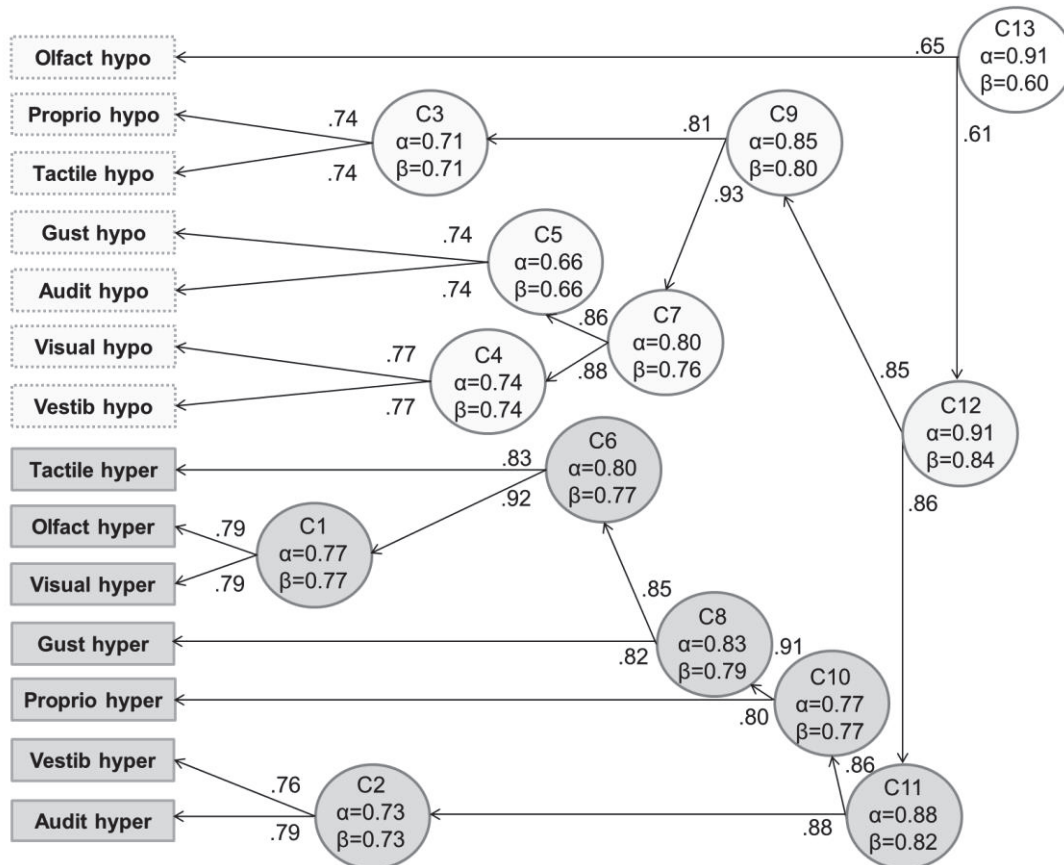 Olfact hypo
Proprio hypo
Tactile hypo
Gust hypo
Audit hypo
Visual hypo
Vestib hypo
Tactile hyper
Olfact hyper
Visual hyper
Gust hyper
Proprio hyper
Vestib hyper
Audit hyper
.65
C13
α=0.91
β=0.60
.61
.74
.74
C3
α=0.71
β=0.71
.81
C9
α=0.85
β=0.80
.93
.74
.74
C5
α=0.66
β=0.66
.86
.88
C7
α=0.80
β=0.76
.77
.77
C4
α=0.74
β=0.74
.85
C12
α=0.91
β=0.84
.86
.83
.92
C6
α=0.80
β=0.77
.79
.79
C1
α=0.77
β=0.77
.85
.82
C8
α=0.83
β=0.79
.91
.80
C10
α=0.77
β=0.77
.76
.79
C2
α=0.73
β=0.73
.86
.88
C11
α=0.88
β=0.82